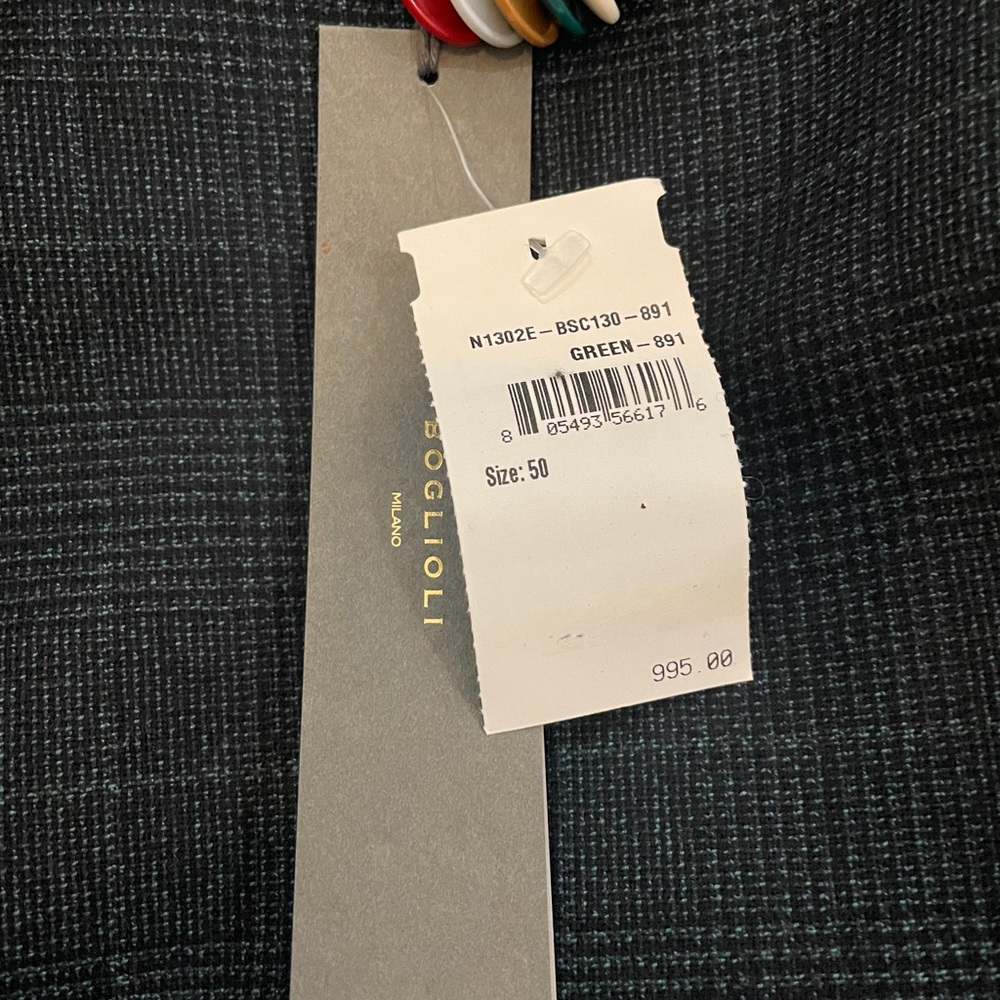 N1302E-BSC130-891
GREEN-891
8 05493 56617 6
Size: 50
995.00
BOGLIOLI
MILANO